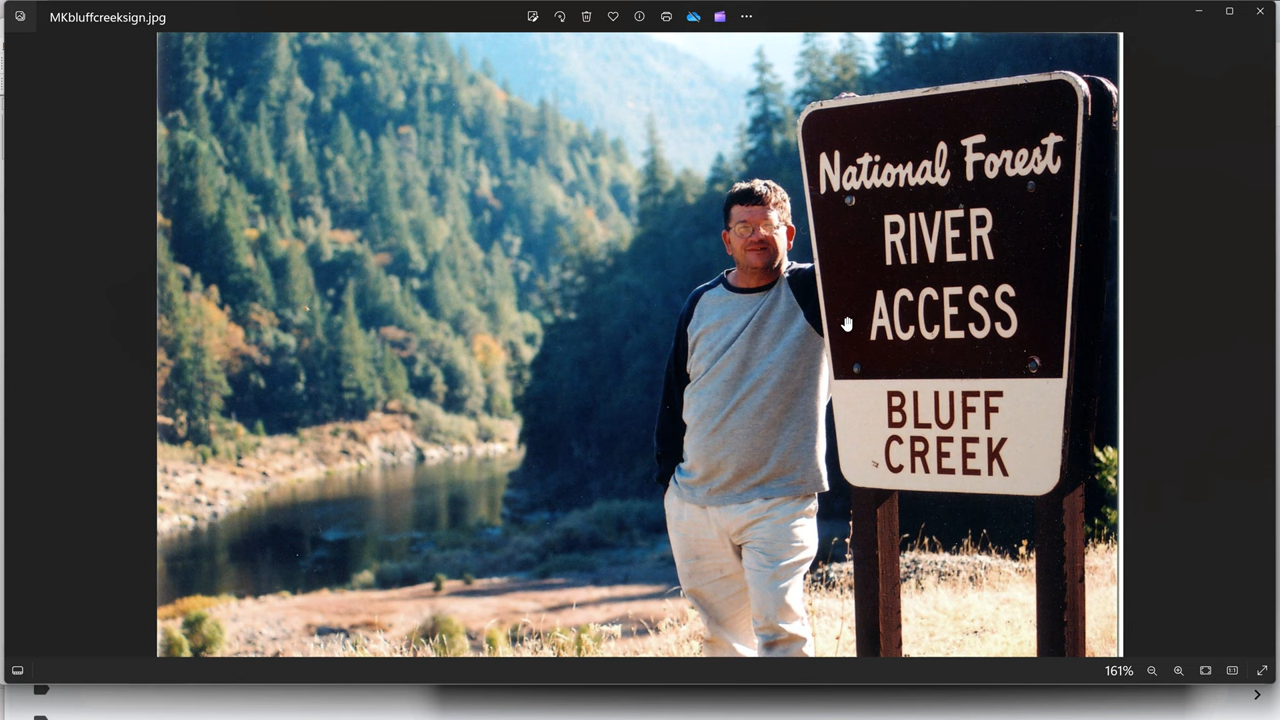 MKbluffcreeksign.jpg
National Forest
RIVER
ACCESS
BLUFF
CREEK
161%